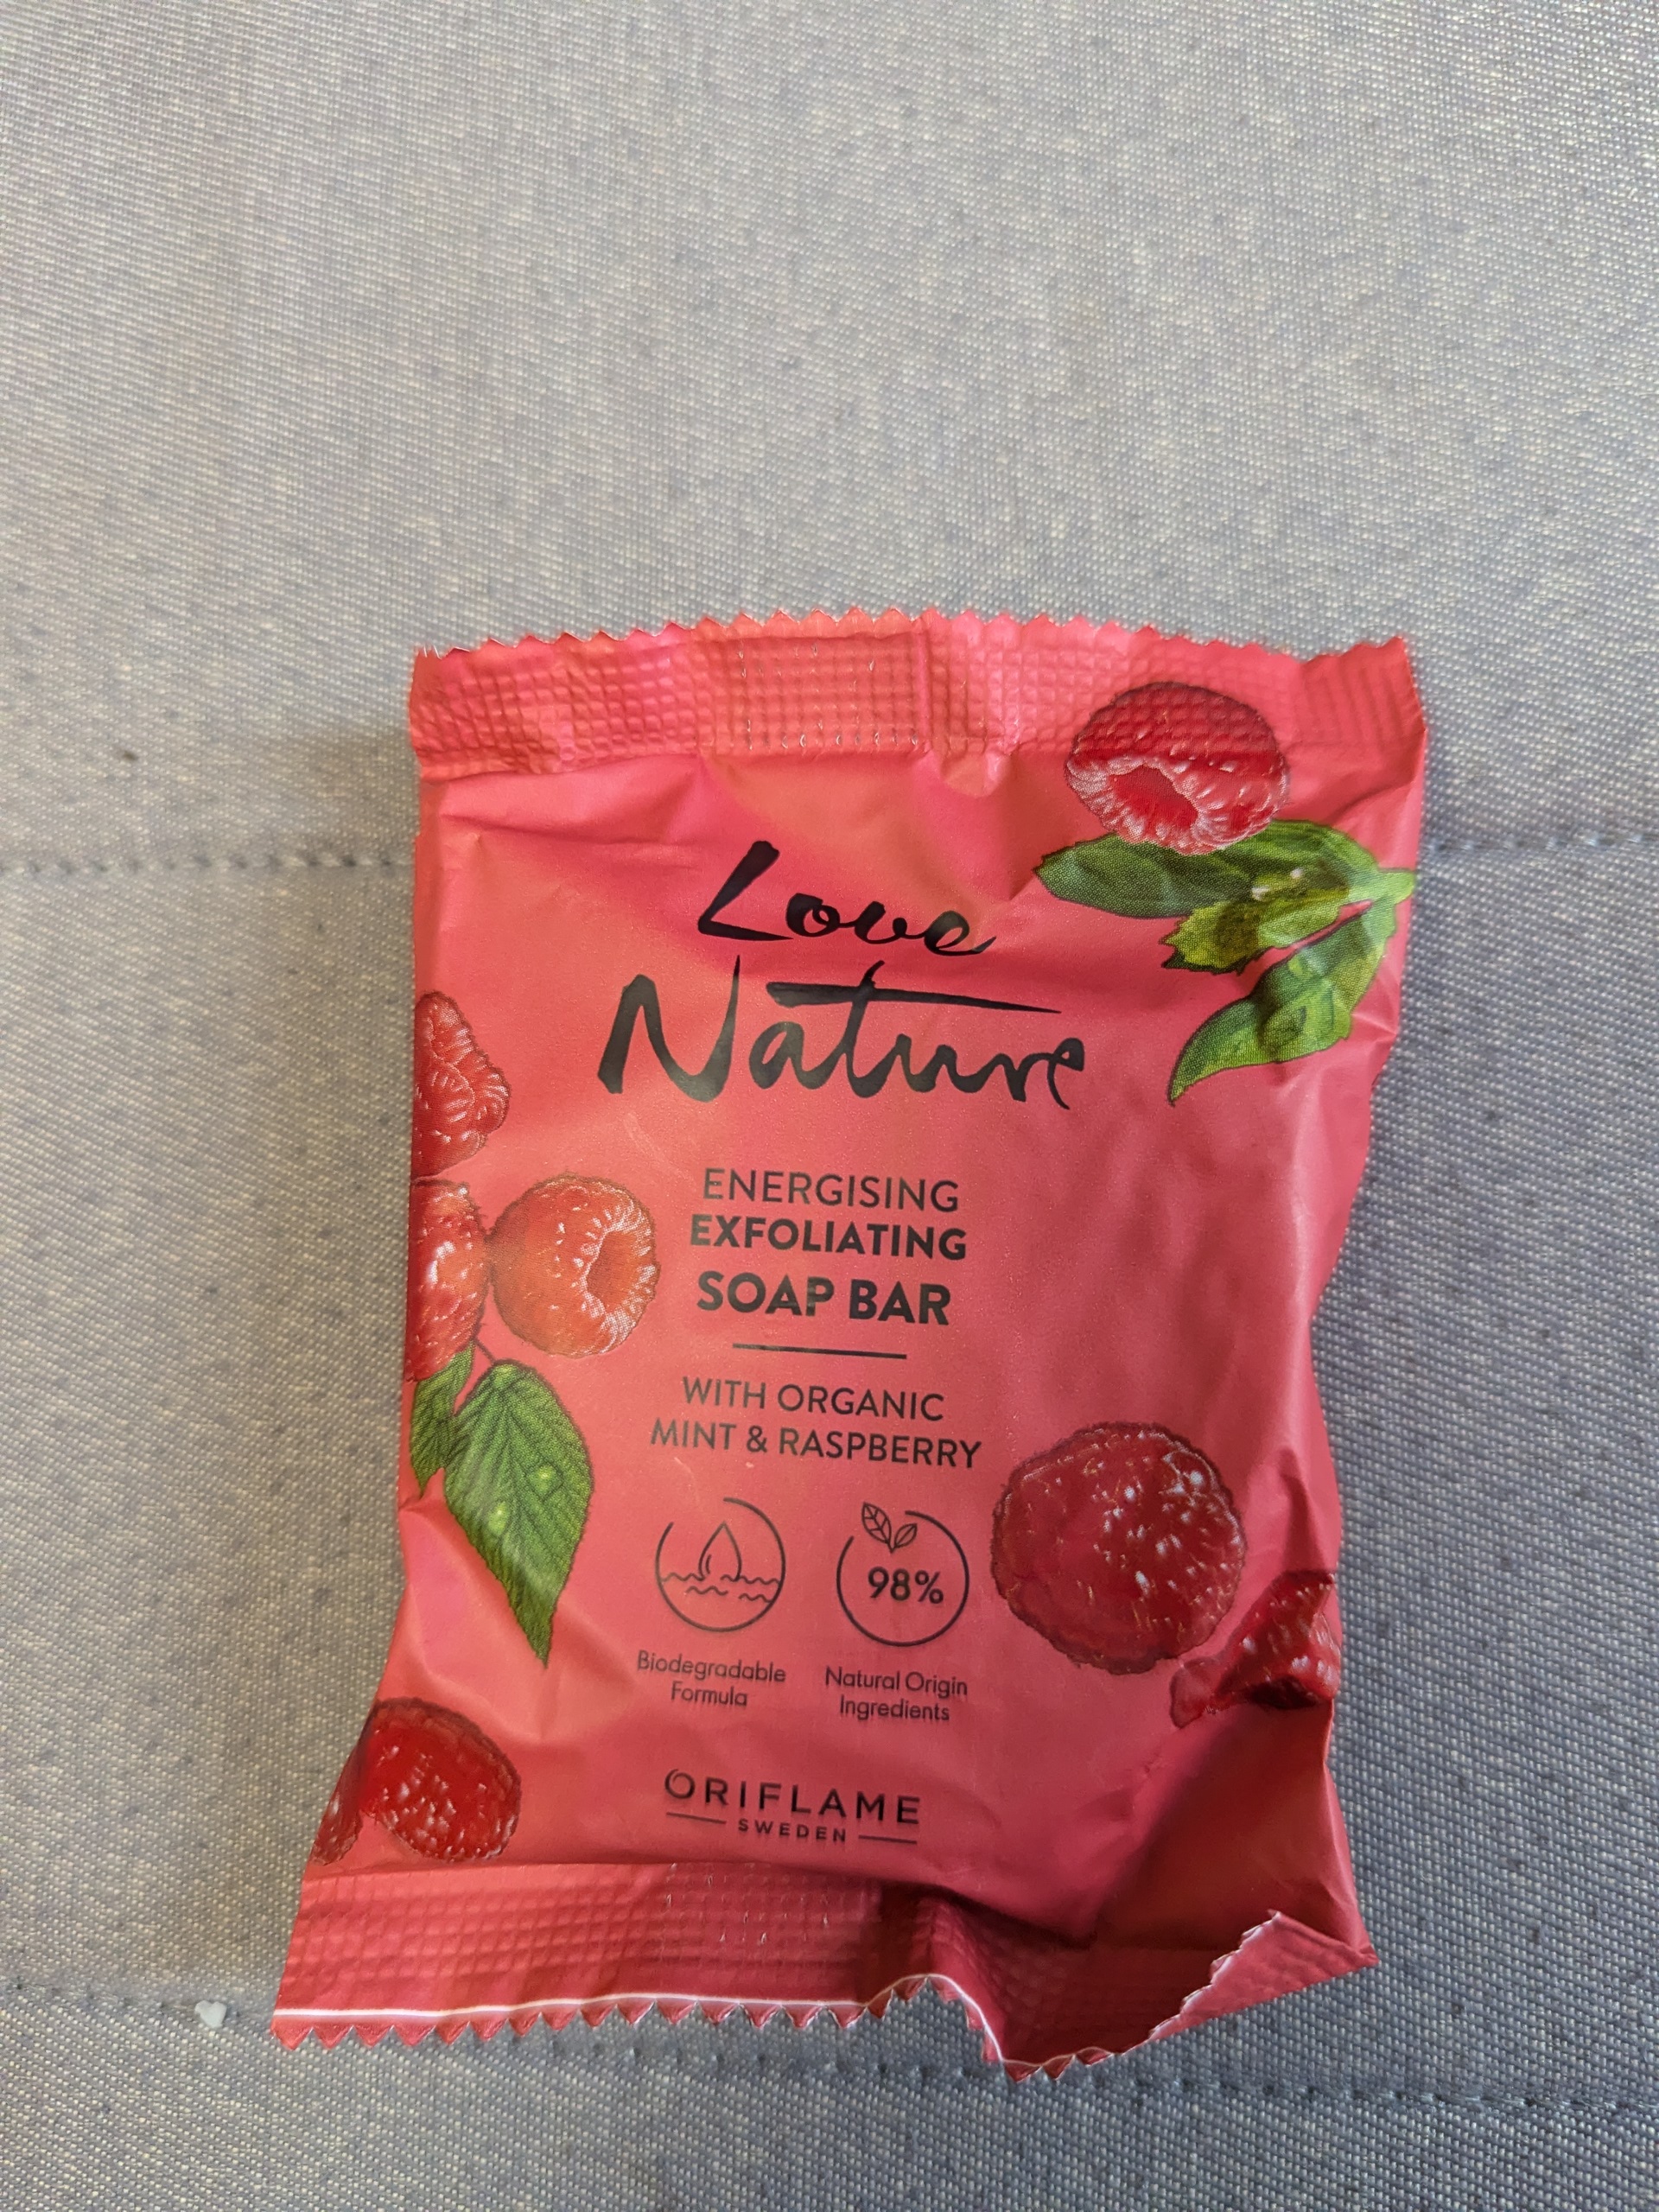 Love
Nature
ENERGISING
EXFOLIATING
SOAP BAR
WITH ORGANIC
MINT & RASPBERRY
98%
Biodegradable
Formula
Natural Origin
Ingredients
ORIFLAME
SWEDEN